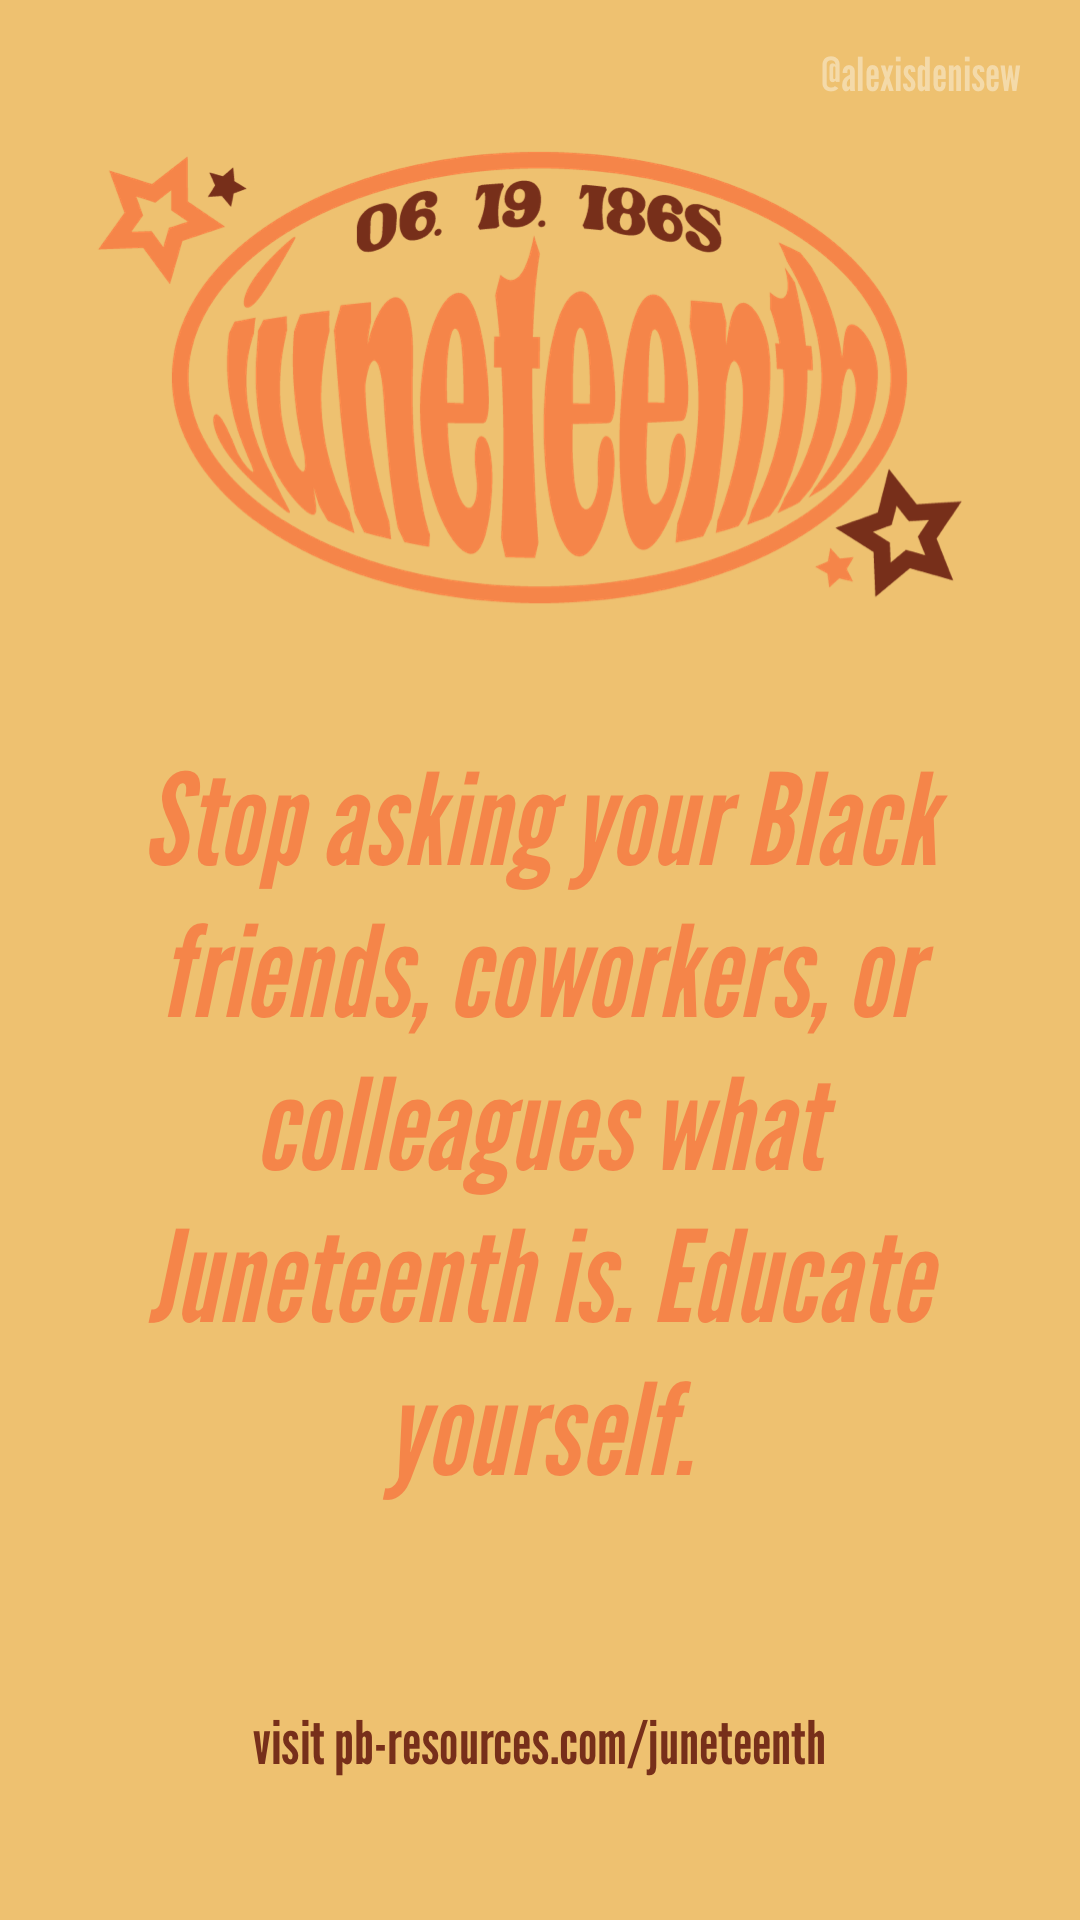 @alexisdenisew
06. 19. 1865
juneteenth
Stop asking your Black
friends, coworkers, or
colleagues what
Juneteenth is. Educate
yourself.
visit pb-resources.com/juneteenth